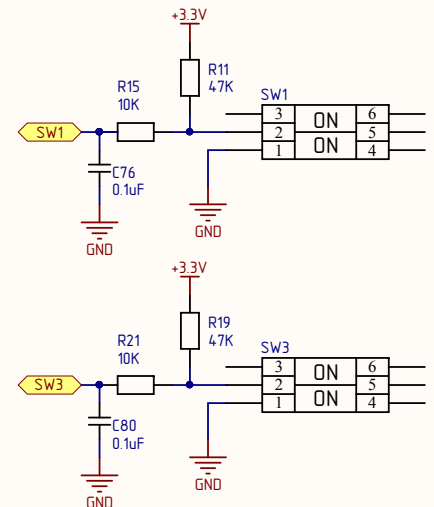 +3.3V
R15
10K
R11
47K
SW1
SW1
3 ON 6
2 5
1 ON 4
C76
0.1uF
GND
GND
+3.3V
R21
10K
R19
47K
SW3
SW3
3 ON 6
2 5
1 ON 4
C80
0.1uF
GND
GND